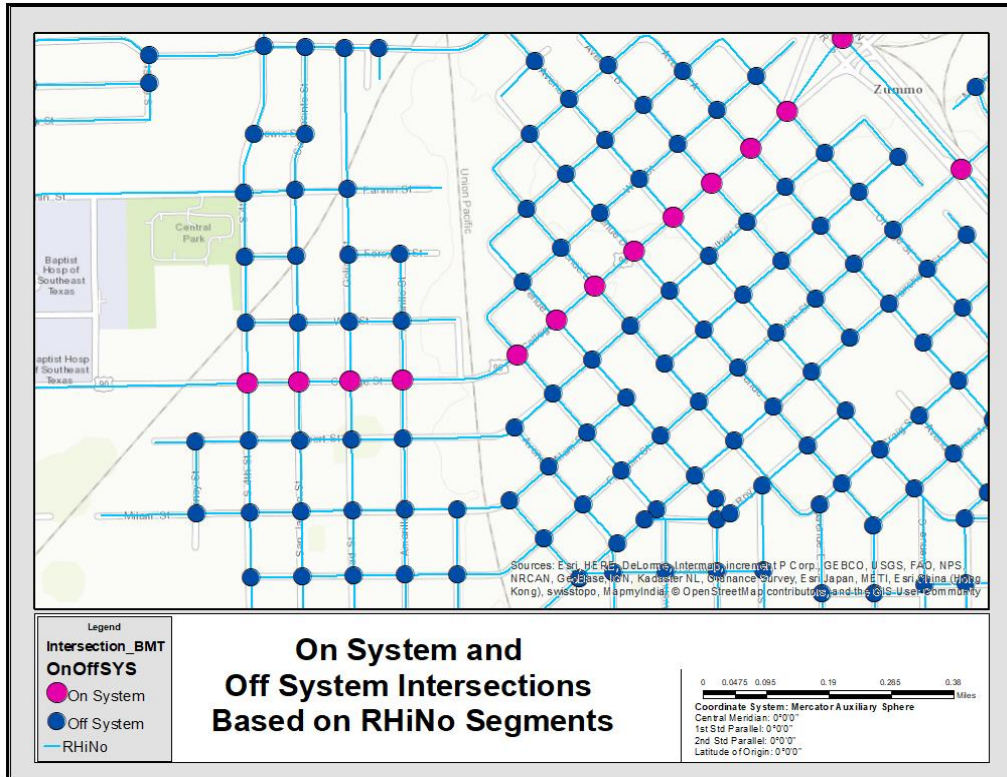 Zummo
Fannin St
Central
Park
Union Pacific
Baptist
Hosp of
Southeast
Texas
aptist Hosp
f Southeast
Texas
90
90
S 4th St
Milam St
Sources: Esri, HERE, DeLorme, Intermap, increment P Corp., GEBCO, USGS, FAO, NPS,
NRCAN, GeoBase, IGN, Kadaster NL, Ordnance Survey, Esri Japan, METI, Esri China (Hong
Kong), swisstopo, MapmyIndia, © OpenStreetMap contributors, and the GIS User Community
Legend
Intersection_BMT
OnOffSYS
On System
Off System
RHiNo
On System and
Off System Intersections
Based on RHiNo Segments
0 0.0475 0.095 0.19 0.285 0.38
Miles
Coordinate System: Mercator Auxiliary Sphere
Central Meridian: 0°0'0"
1st Std Parallel: 0°0'0"
2nd Std Parallel: 0°0'0"
Latitude of Origin: 0°0'0"